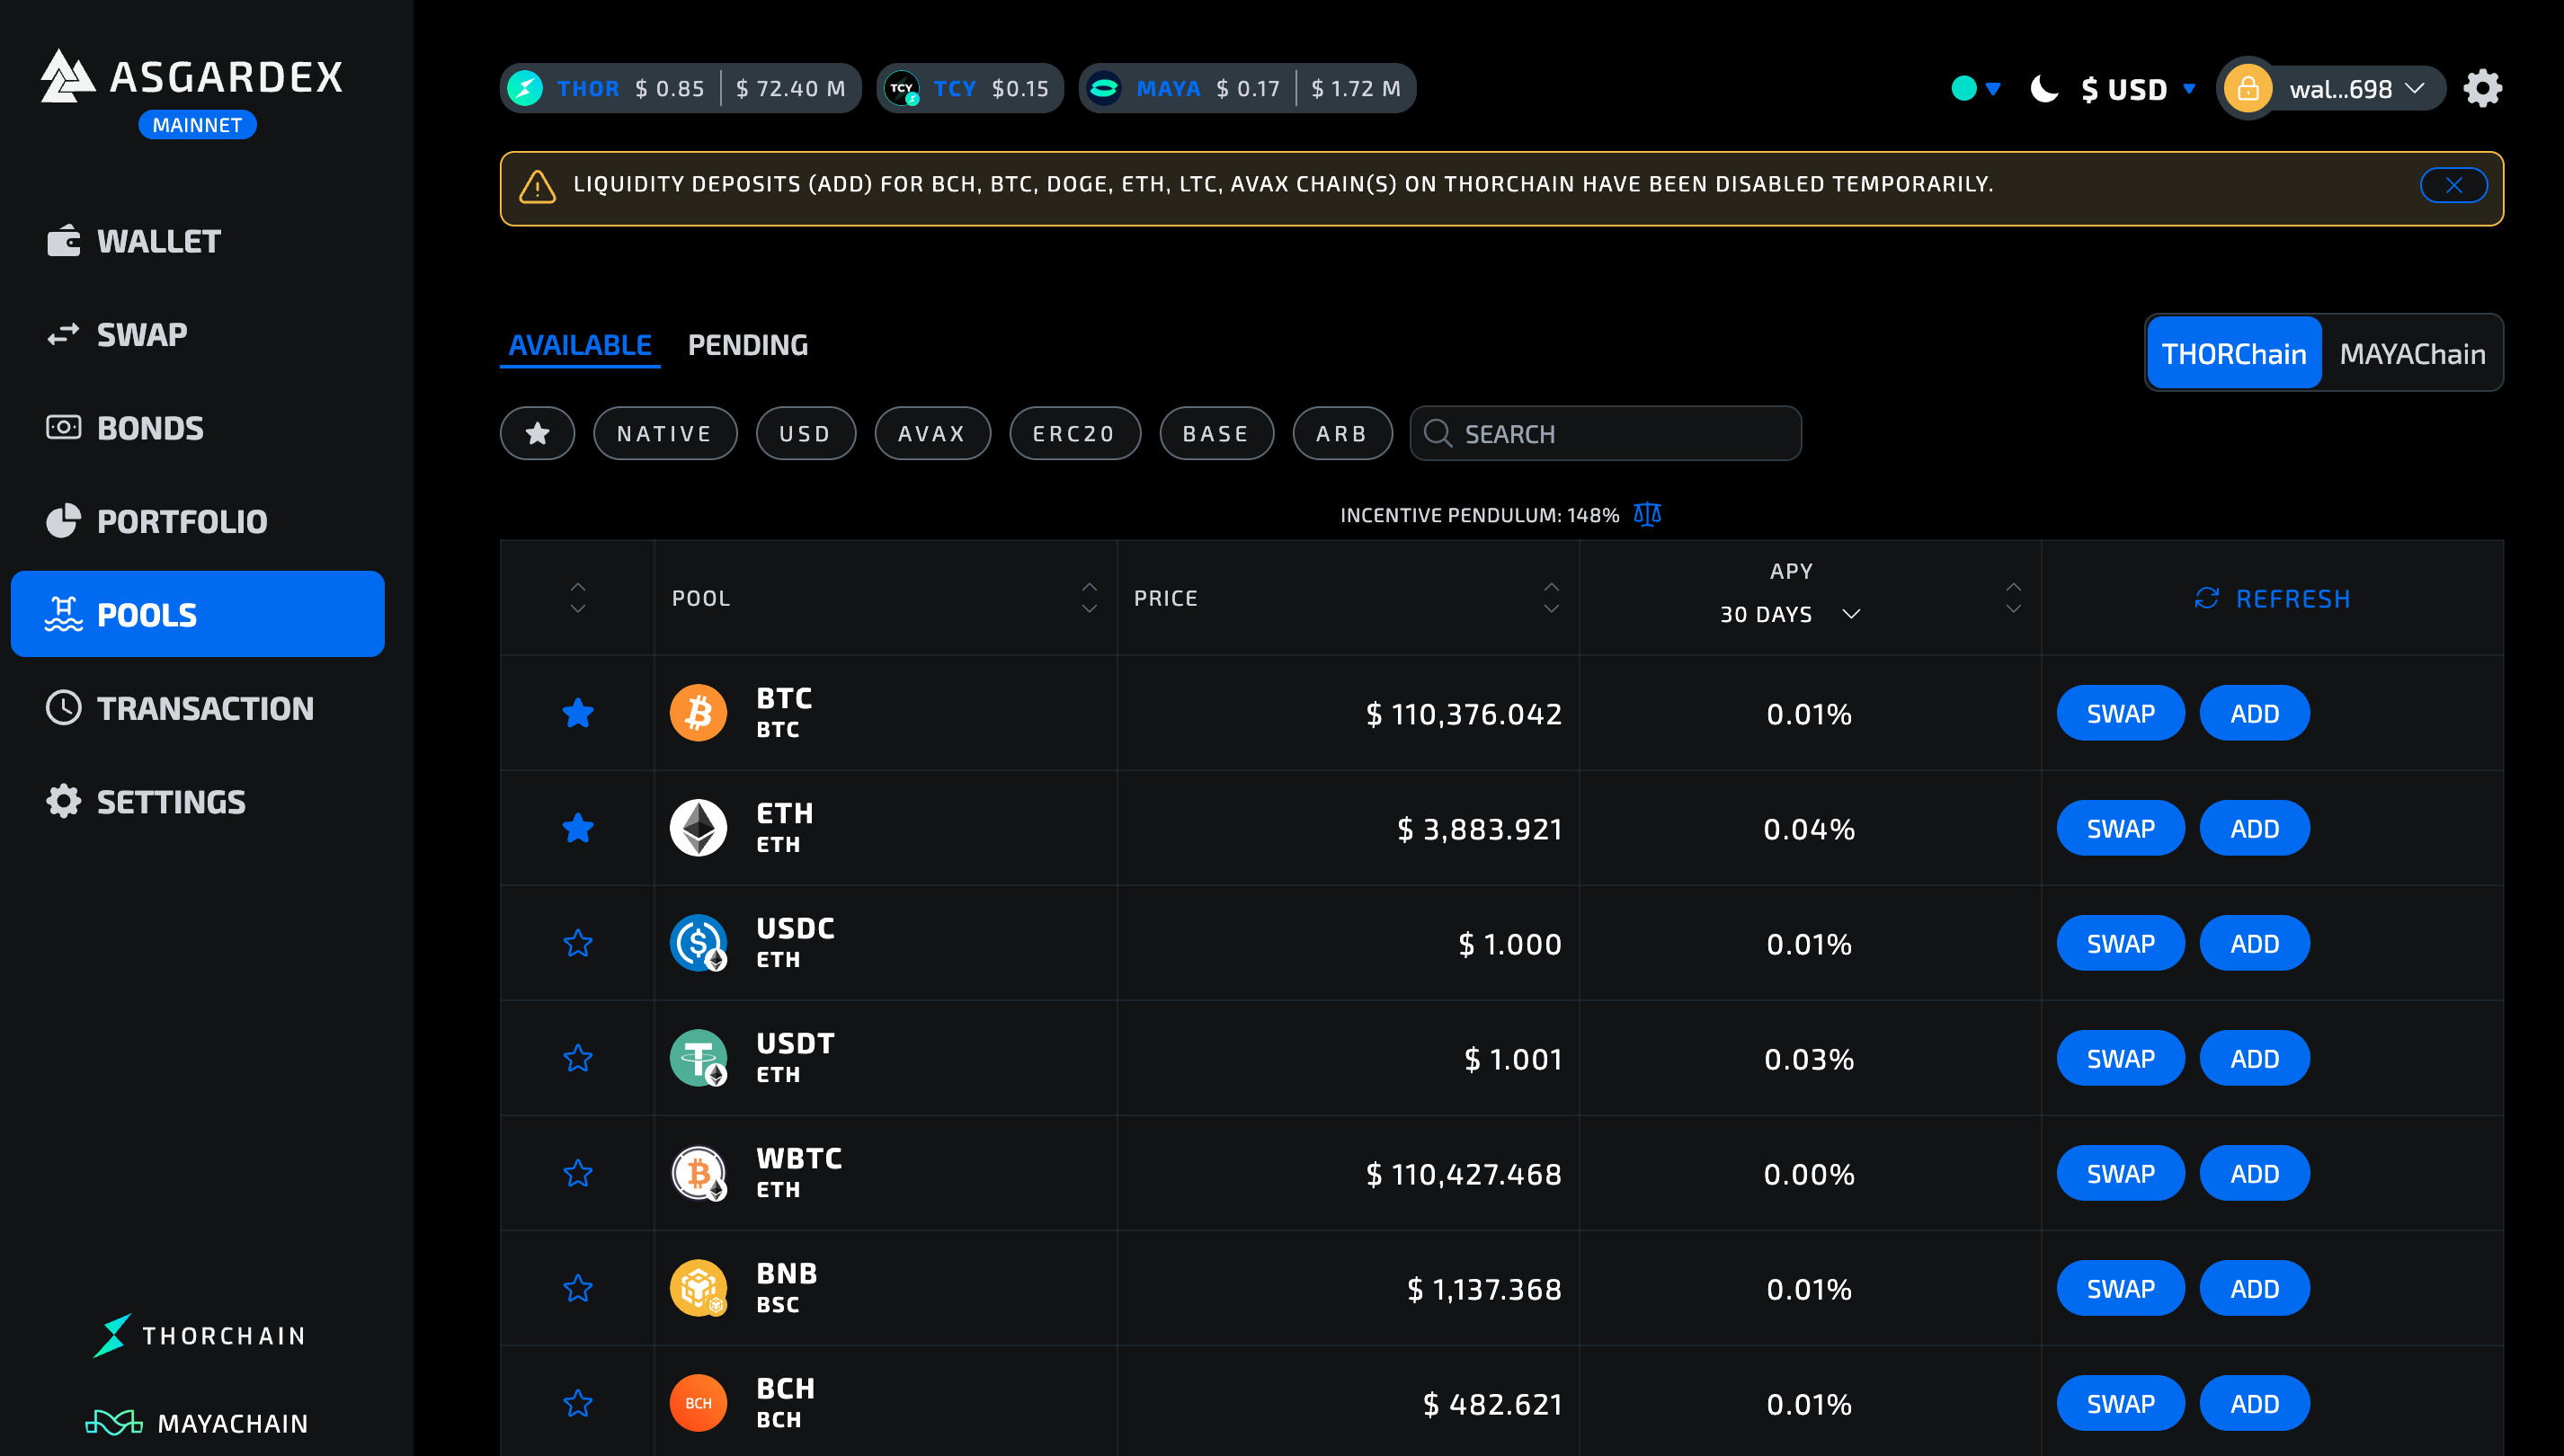 ASGARDEX
MAINNET
WALLET
SWAP
BONDS
PORTFOLIO
POOLS
TRANSACTION
SETTINGS
THORCHAIN
MAYACHAIN
THOR $ 0.85 $ 72.40 M TCY TCY $0.15 MAYA $ 0.17 $ 1.72 M $ USD wal...698
LIQUIDITY DEPOSITS (ADD) FOR BCH, BTC, DOGE, ETH, LTC, AVAX CHAIN(S) ON THORCHAIN HAVE BEEN DISABLED TEMPORARILY.
AVAILABLE PENDING THORChain MAYAChain
NATIVE USD AVAX ERC20 BASE ARB SEARCH
INCENTIVE PENDULUM: 148%
POOL PRICE APY 30 DAYS REFRESH
BTC
BTC
$ 110,376.042 0.01% SWAP ADD
ETH
ETH
$ 3,883.921 0.04% SWAP ADD
USDC
ETH
$ 1.000 0.01% SWAP ADD
USDT
ETH
$ 1.001 0.03% SWAP ADD
WBTC
ETH
$ 110,427.468 0.00% SWAP ADD
BNB
BSC
$ 1,137.368 0.01% SWAP ADD
BCH
BCH
BCH
$ 482.621 0.01% SWAP ADD